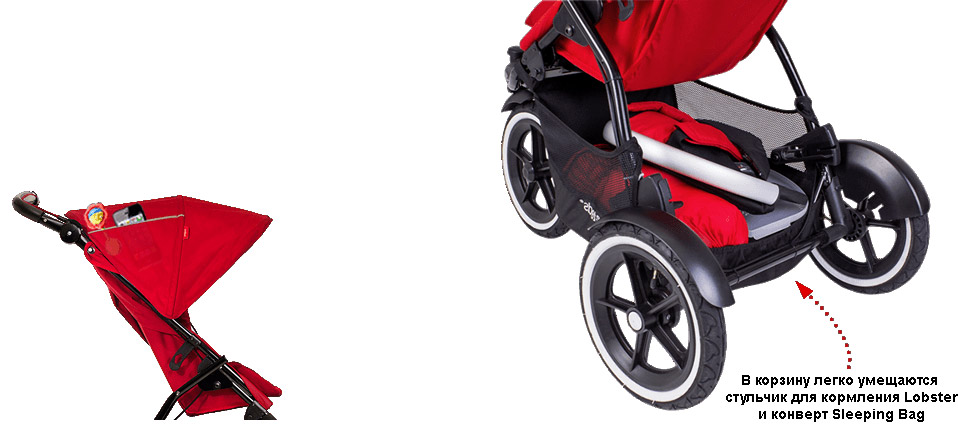 В корзину легко умещаются
стульчик для кормления Lobster
и конверт Sleeping Bag